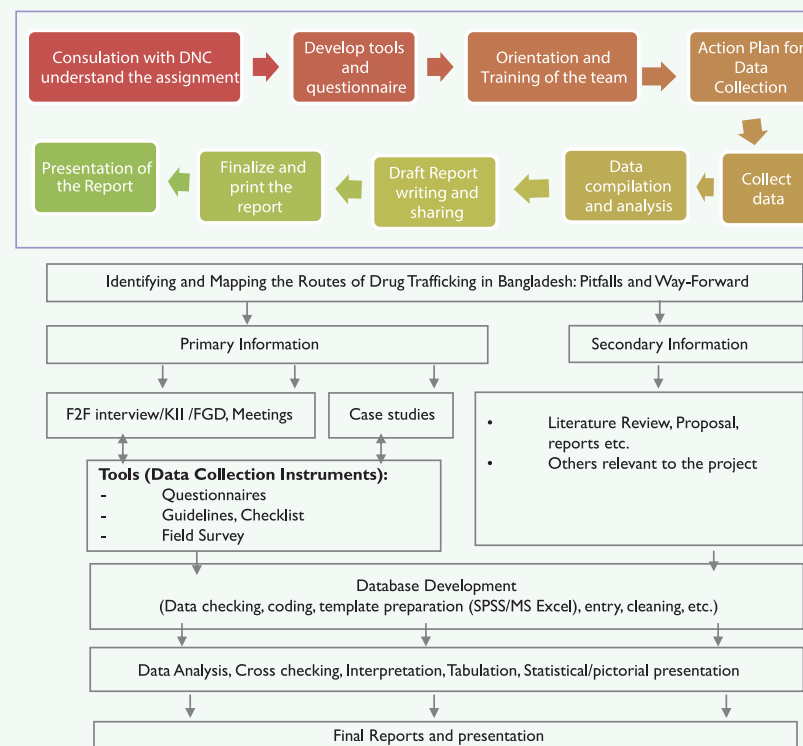 Consulation with DNC
understand the assignment
Develop tools
and
questionnaire
Orientation and
Training of the team
Action Plan for
Data
Collection
Collect
data
Data
compilation
and analysis
Draft Report
writing and
sharing
Finalize and
print the
report
Presentation of
the Report
Identifying and Mapping the Routes of Drug Trafficking in Bangladesh: Pitfalls and Way-Forward
Primary Information
Secondary Information
F2F interview/KII /FGD, Meetings
Case studies
• Literature Review, Proposal,
reports etc.
• Others relevant to the project
Tools (Data Collection Instruments):
- Questionnaires
- Guidelines, Checklist
- Field Survey
Database Development
(Data checking, coding, template preparation (SPSS/MS Excel), entry, cleaning, etc.)
Data Analysis, Cross checking, Interpretation, Tabulation, Statistical/pictorial presentation
Final Reports and presentation